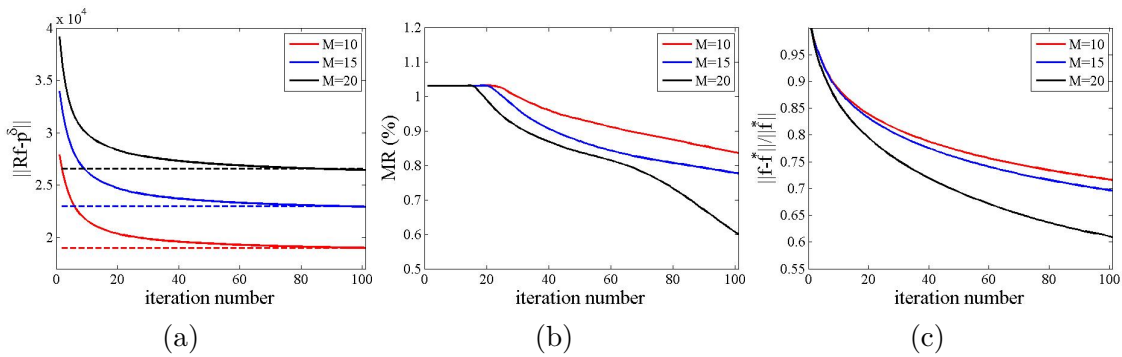 x 10⁴
4
3.5
3
2.5
2
0 20 40 60 80 100
||Rf-p^δ||
iteration number
M=10
M=15
M=20
(a)
1.2
1.1
1
0.9
0.8
0.7
0.6
0.5
0 20 40 60 80 100
MR (%)
iteration number
M=10
M=15
M=20
(b)
0.95
0.9
0.85
0.8
0.75
0.7
0.65
0.6
0.55
0 20 40 60 80 100
||f-f*||/||f*||
iteration number
M=10
M=15
M=20
(c)